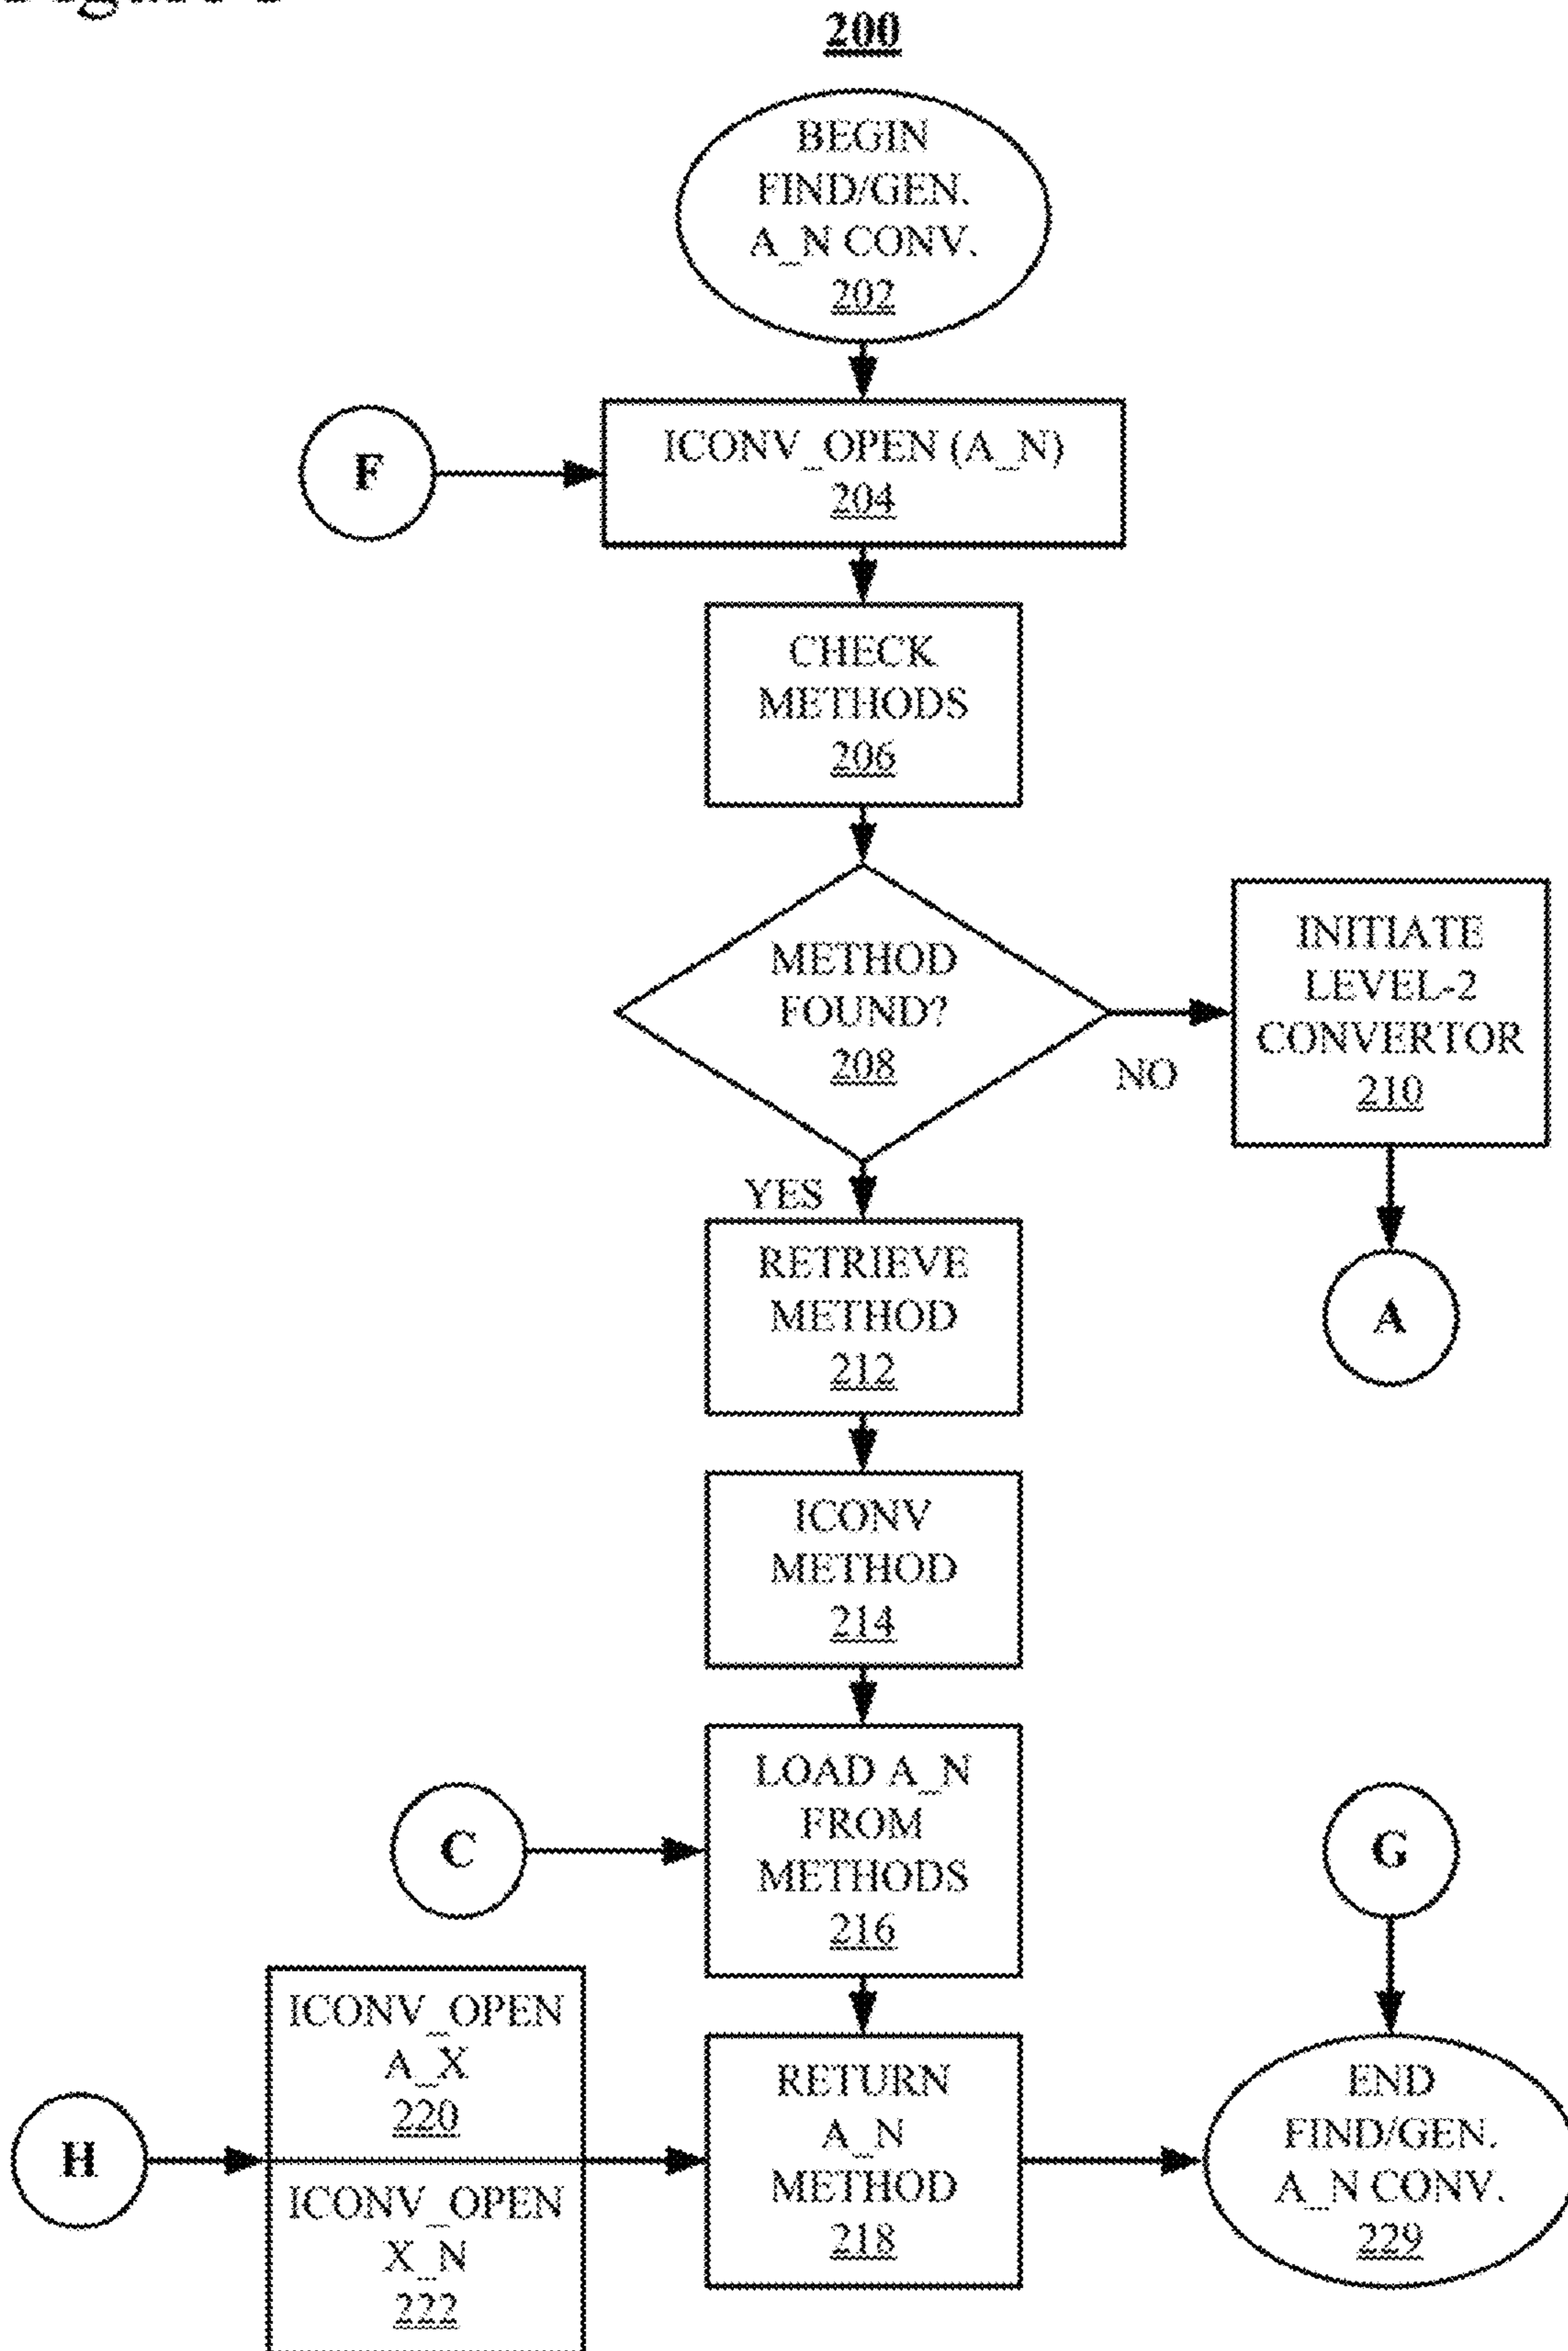 200
BEGIN
FIND/GEN.
A_N CONV.
202
F
ICONV_OPEN (A_N)
204
CHECK
METHODS
206
METHOD
FOUND?
208
NO
INITIATE
LEVEL-2
CONVERTOR
210
YES
A
RETRIEVE
METHOD
212
ICONV
METHOD
214
C
LOAD A_N
FROM
METHODS
216
G
H
ICONV_OPEN
A_X
220
ICONV_OPEN
X_N
222
RETURN
A_N
METHOD
218
END
FIND/GEN.
A_N CONV.
229